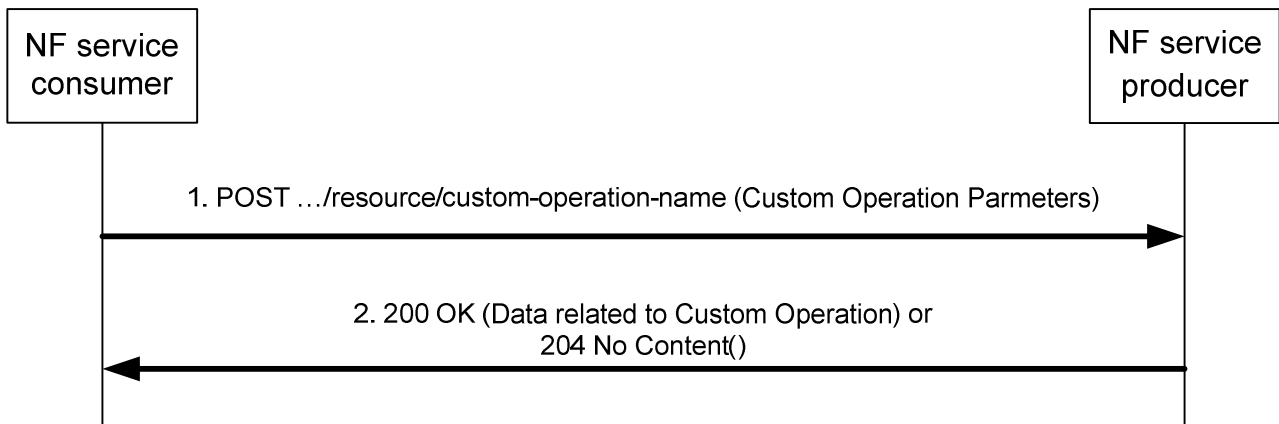 NF service
consumer
NF service
producer
1. POST …/resource/custom-operation-name (Custom Operation Parmeters)
2. 200 OK (Data related to Custom Operation) or
204 No Content()